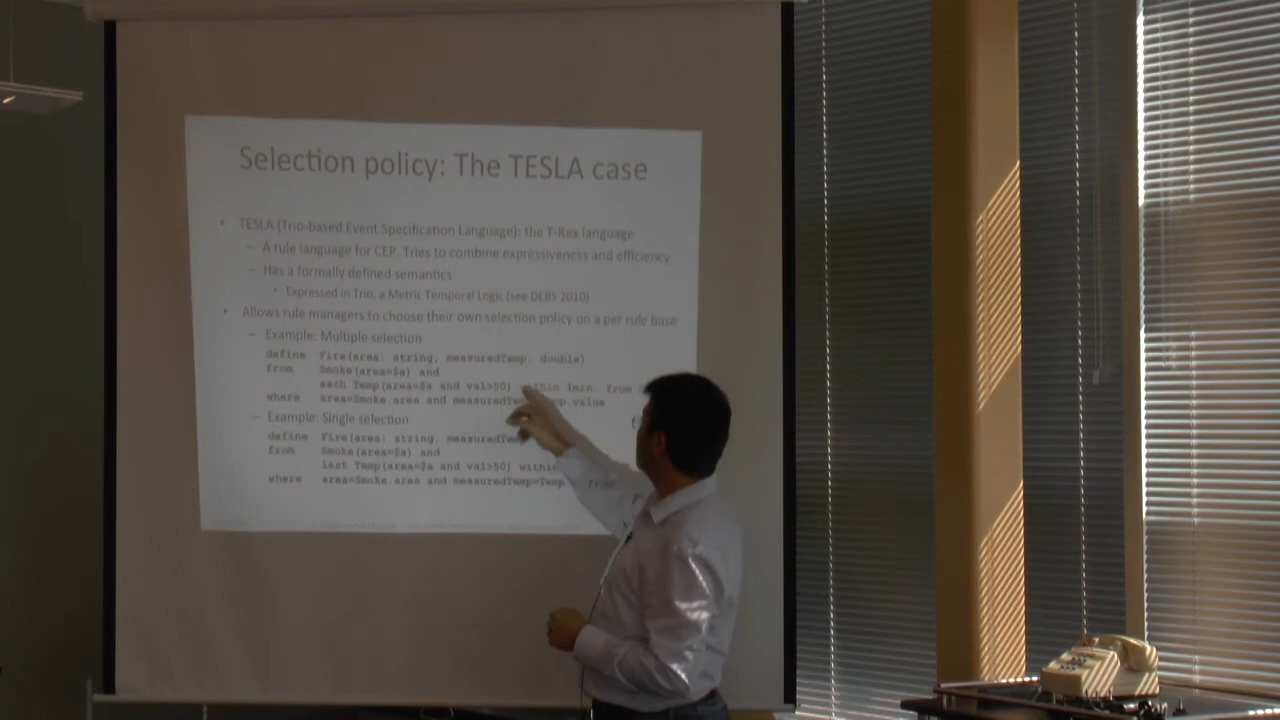 Selection policy: The TESLA case
• TESLA (Trio-based Event Specification Language): the T-Rex language
– A rule language for CEP. Tries to combine expressiveness and efficiency
– Has a formally defined semantics
• Expressed in Trio, a Metric Temporal Logic (see DEBS 2010)
• Allows rule managers to choose their own selection policy on a per rule base
– Example: Multiple selection
define Fire(area: string, measuredTemp: double)
from Smoke(area=$a) and
each Temp(area=$a and val>50) within 1min from
where area=Smoke.area and
– Example: Single selection
define Fire(area: string,
from Smoke(area=$a) and
last Temp(area=$a and val>50)
where area=Smoke.area and measuredTemp=Temp